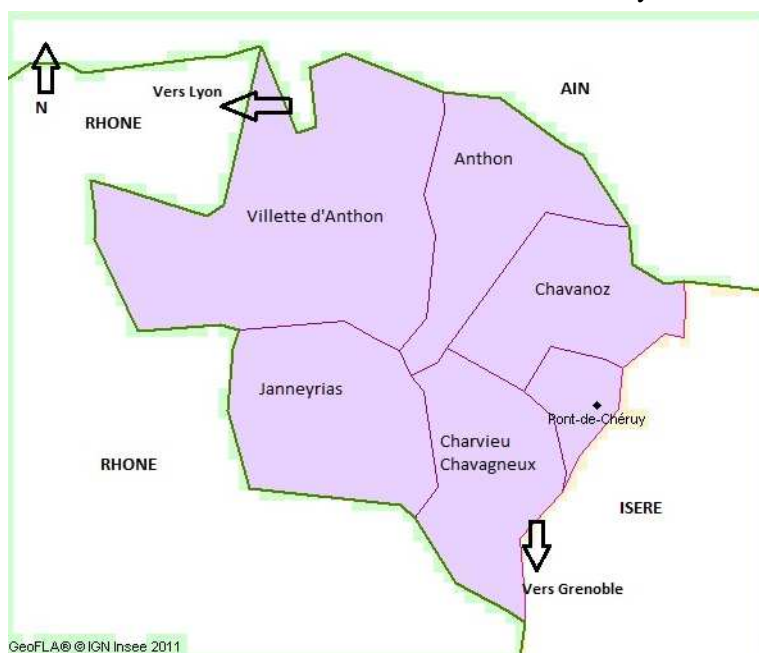 AIN
Vers Lyon
N
RHONE
Anthon
Villette d'Anthon
Chavanoz
Janneyrias
Pont-de-Chéruy
Charvieu
Chavagneux
RHONE
ISERE
Vers Grenoble
GeoFLA® ©IGN Insee 2011